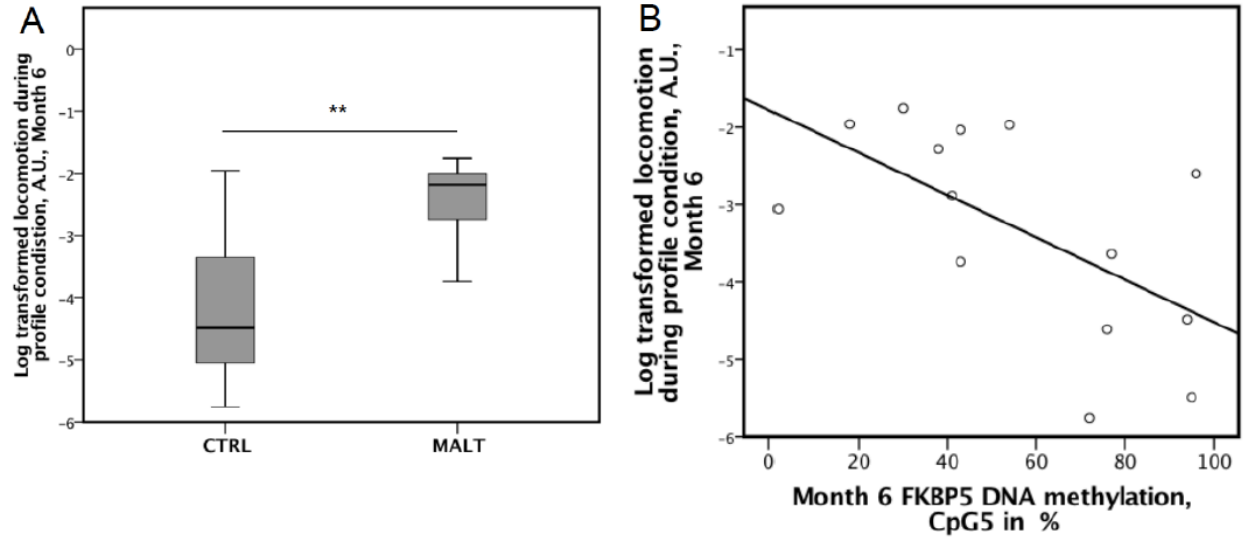 A
Log transformed locomotion during
profile condistion, A.U., Month 6
0
-1
-2
-3
-4
-5
-6
**
CTRL
MALT
B
Log transformed locomotion
during profile condition, A.U.,
Month 6
-1
-2
-3
-4
-5
-6
0
20
40
60
80
100
Month 6 FKBP5 DNA methylation,
CpG5 in %